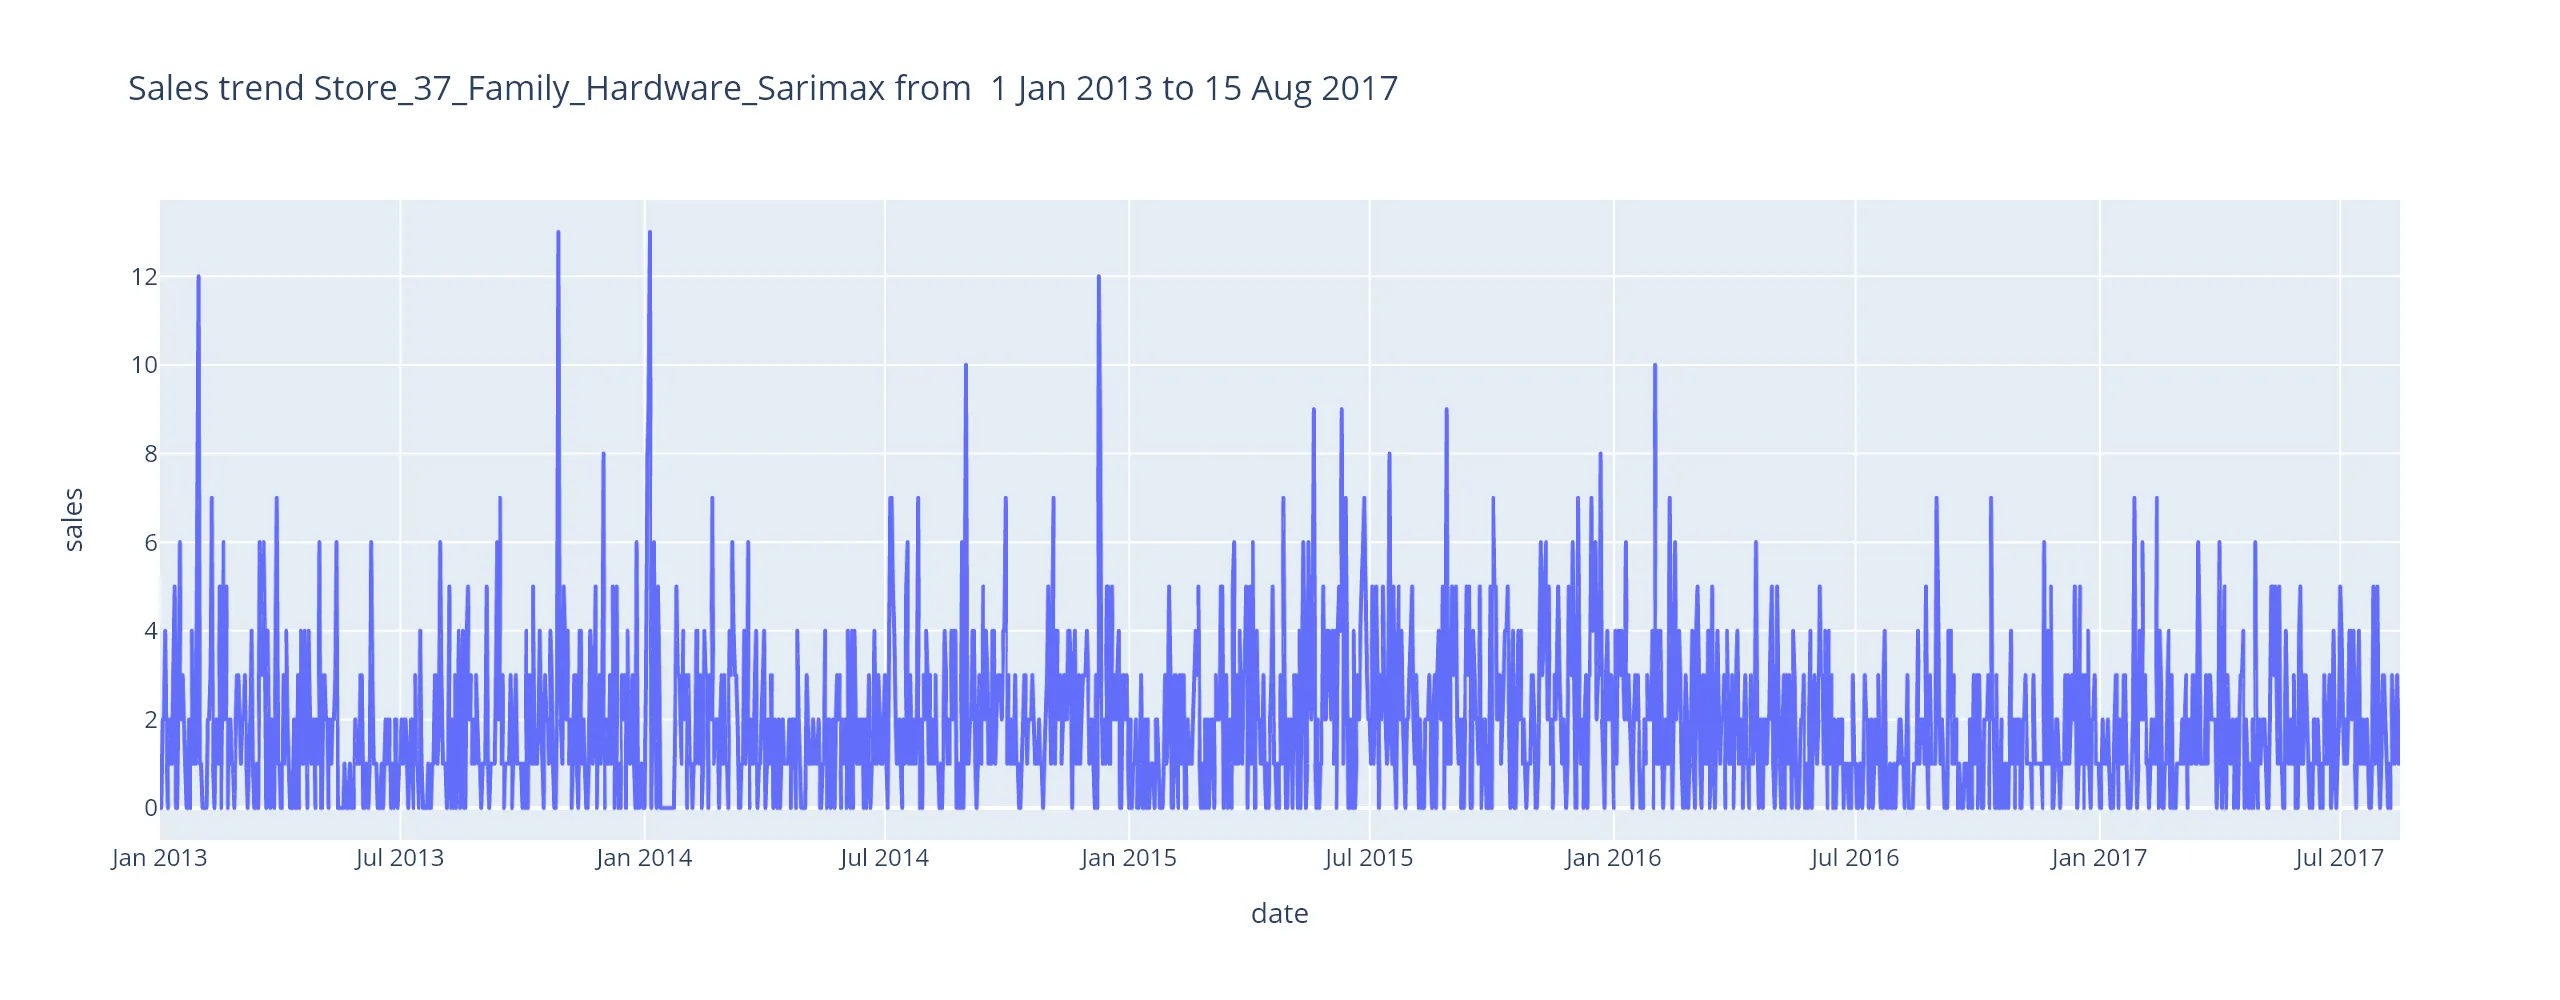 Sales trend Store_37_Family_Hardware_Sarimax from  1 Jan 2013 to 15 Aug 2017
12
10
8
6
4
2
0
sales
Jan 2013 Jul 2013 Jan 2014 Jul 2014 Jan 2015 Jul 2015 Jan 2016 Jul 2016 Jan 2017 Jul 2017
date